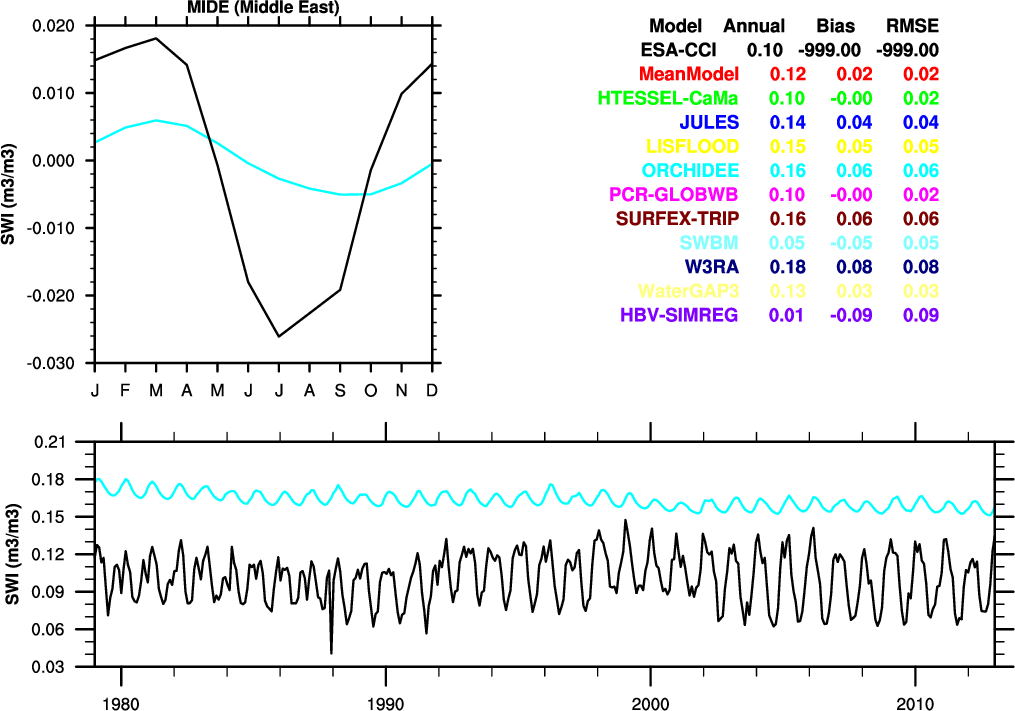 MIDE (Middle East)
0.020
0.010
0.000
-0.010
-0.020
-0.030
SWI (m3/m3)
J F M A M J J A S O N D
Model Annual Bias RMSE
ESA-CCI 0.10 -999.00 -999.00
MeanModel 0.12 0.02 0.02
HTESSEL-CaMa 0.10 -0.00 0.02
JULES 0.14 0.04 0.04
LISFLOOD 0.15 0.05 0.05
ORCHIDEE 0.16 0.06 0.06
PCR-GLOBWB 0.10 -0.00 0.02
SURFEX-TRIP 0.16 0.06 0.06
SWBM 0.05 -0.05 0.05
W3RA 0.18 0.08 0.08
WaterGAP3 0.13 0.03 0.03
HBV-SIMREG 0.01 -0.09 0.09
0.21
0.18
0.15
0.12
0.09
0.06
0.03
SWI (m3/m3)
1980 1990 2000 2010